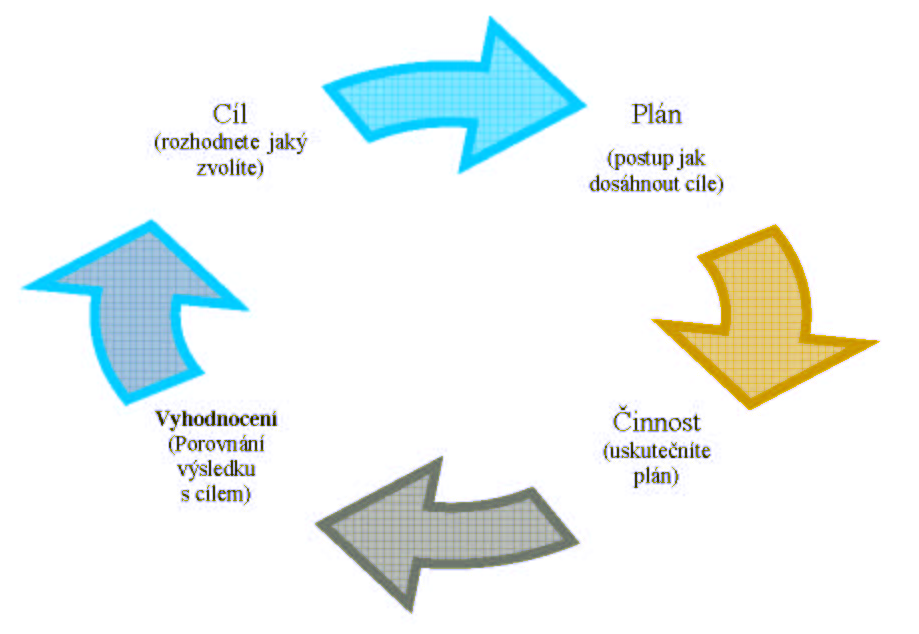 Cíl
(rozhodnete jaký
zvolíte)
Plán
(postup jak
dosáhnout cíle)
Činnost
(uskutečníte
plán)
Vyhodnocení
(Porovnání
výsledku
s cílem)